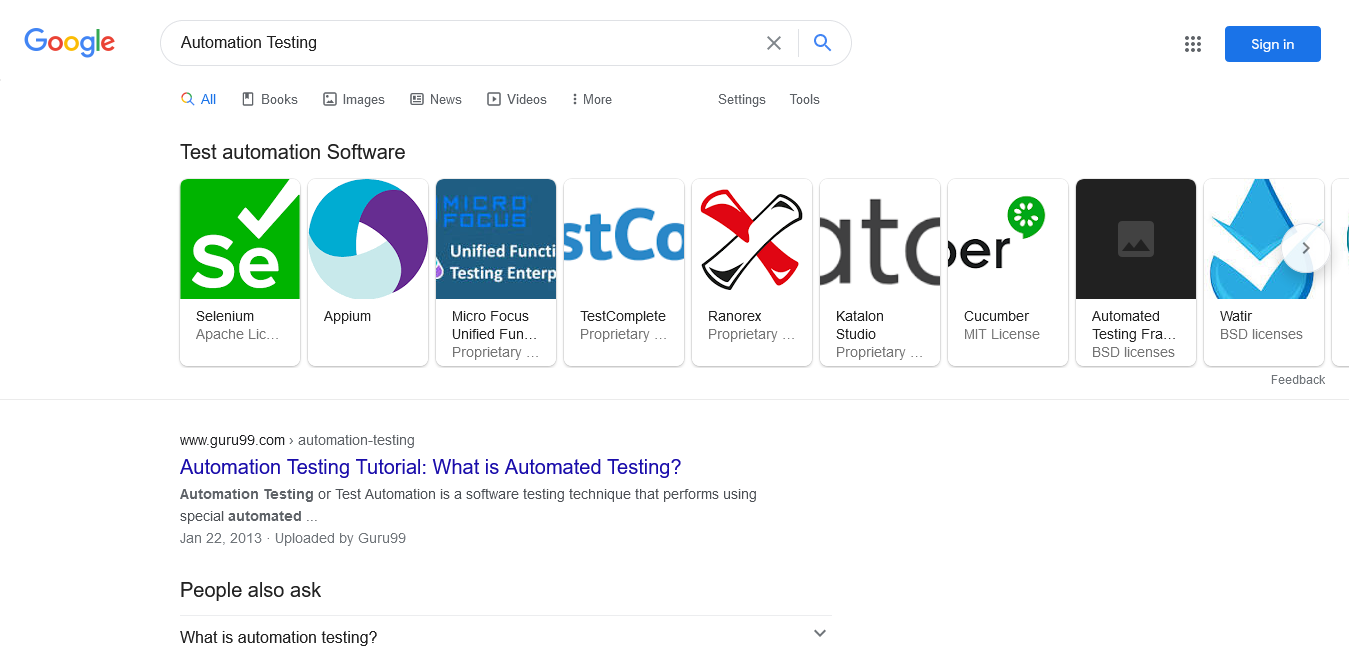 Google
Automation Testing
Sign in
All
Books
Images
News
Videos
More
Settings
Tools
Test automation Software
Se
MICRO
FOCUS
Unified Functi
Testing Enterp
stCo
atc
ber
Selenium
Apache Lic...
Appium
Micro Focus
Unified Fun...
Proprietary ...
TestComplete
Proprietary ...
Ranorex
Proprietary ...
Katalon
Studio
Proprietary ...
Cucumber
MIT License
Automated
Testing Fra...
BSD licenses
Watir
BSD licenses
Feedback
www.guru99.com › automation-testing
Automation Testing Tutorial: What is Automated Testing?
Automation Testing or Test Automation is a software testing technique that performs using
special automated ...
Jan 22, 2013 · Uploaded by Guru99
People also ask
What is automation testing?